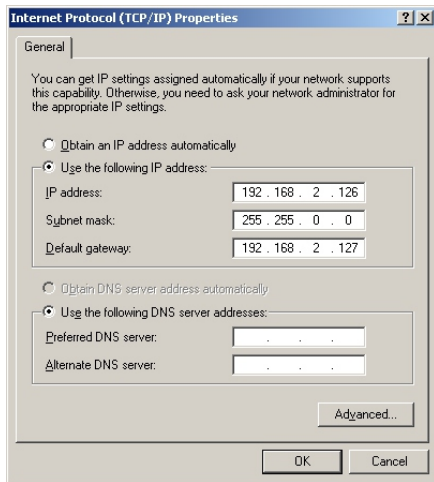 Internet Protocol (TCP/IP) Properties
General
You can get IP settings assigned automatically if your network supports
this capability. Otherwise, you need to ask your network administrator for
the appropriate IP settings.
Obtain an IP address automatically
Use the following IP address:
IP address: 192 . 168 . 2 . 126
Subnet mask: 255 . 255 . 0 . 0
Default gateway: 192 . 168 . 2 . 127
Obtain DNS server address automatically
Use the following DNS server addresses:
Preferred DNS server: . . .
Alternate DNS server: . . .
Advanced...
OK Cancel